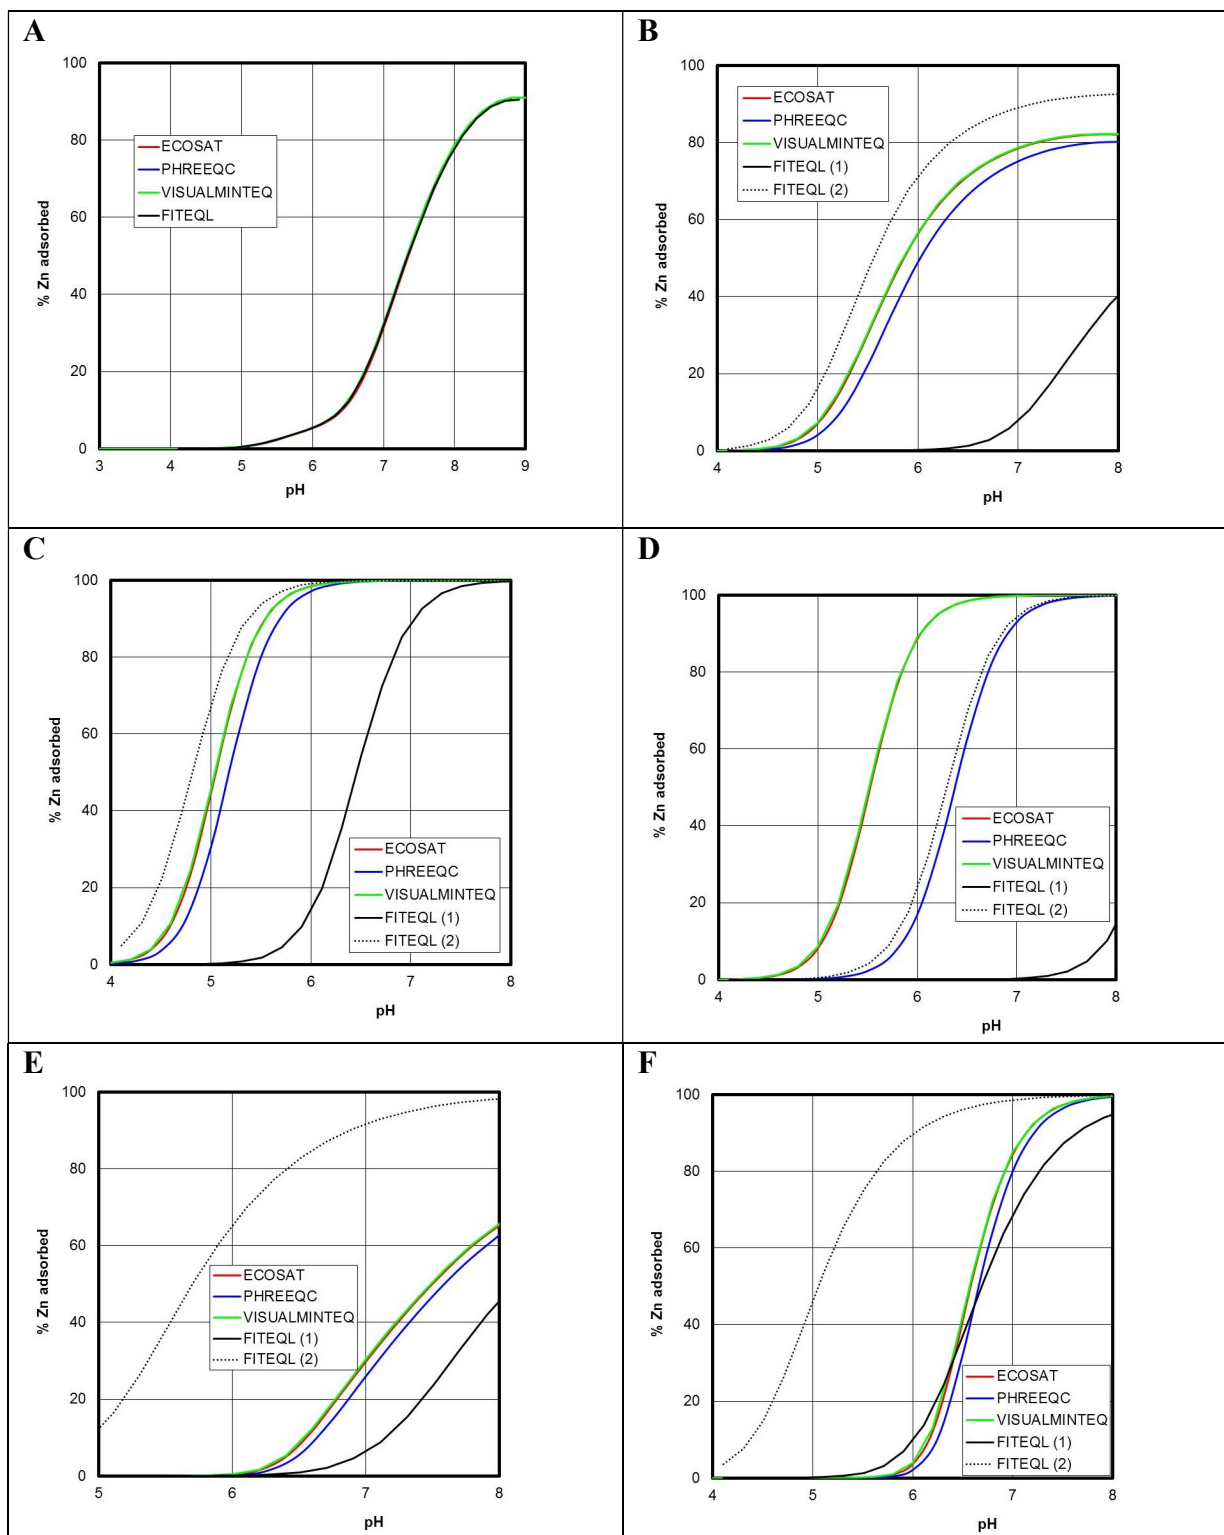 A
% Zn adsorbed
100
80
60
40
20
0
ECOSAT
PHREEQC
VISUALMINTEQ
FITEQL
3 4 5 6 7 8 9
pH
B
% Zn adsorbed
100
80
60
40
20
0
ECOSAT
PHREEQC
VISUALMINTEQ
FITEQL (1)
FITEQL (2)
4 5 6 7 8
pH
C
% Zn adsorbed
100
80
60
40
20
0
ECOSAT
PHREEQC
VISUALMINTEQ
FITEQL (1)
FITEQL (2)
4 5 6 7 8
pH
D
% Zn adsorbed
100
80
60
40
20
0
ECOSAT
PHREEQC
VISUALMINTEQ
FITEQL (1)
FITEQL (2)
4 5 6 7 8
pH
E
% Zn adsorbed
100
80
60
40
20
0
ECOSAT
PHREEQC
VISUALMINTEQ
FITEQL (1)
FITEQL (2)
5 6 7 8
pH
F
% Zn adsorbed
100
80
60
40
20
0
ECOSAT
PHREEQC
VISUALMINTEQ
FITEQL (1)
FITEQL (2)
4 5 6 7 8
pH